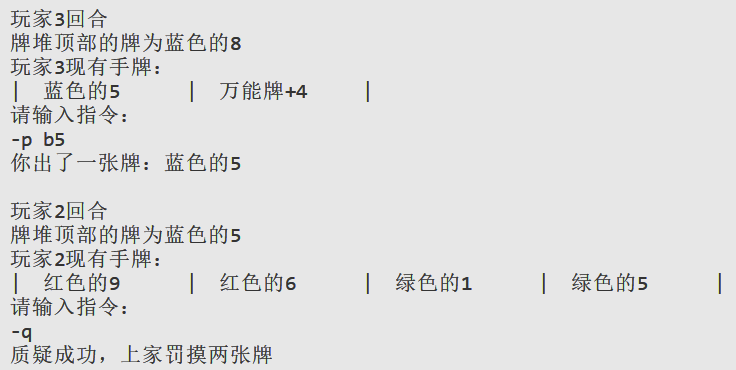 玩家3回合
牌堆顶部的牌为蓝色的8
玩家3现有手牌：
|  蓝色的5  |  万能牌+4  |
请输入指令：
-p b5
你出了一张牌：蓝色的5
玩家2回合
牌堆顶部的牌为蓝色的5
玩家2现有手牌：
|  红色的9  |  红色的6  |  绿色的1  |  绿色的5  |
请输入指令：
-q
质疑成功，上家罚摸两张牌